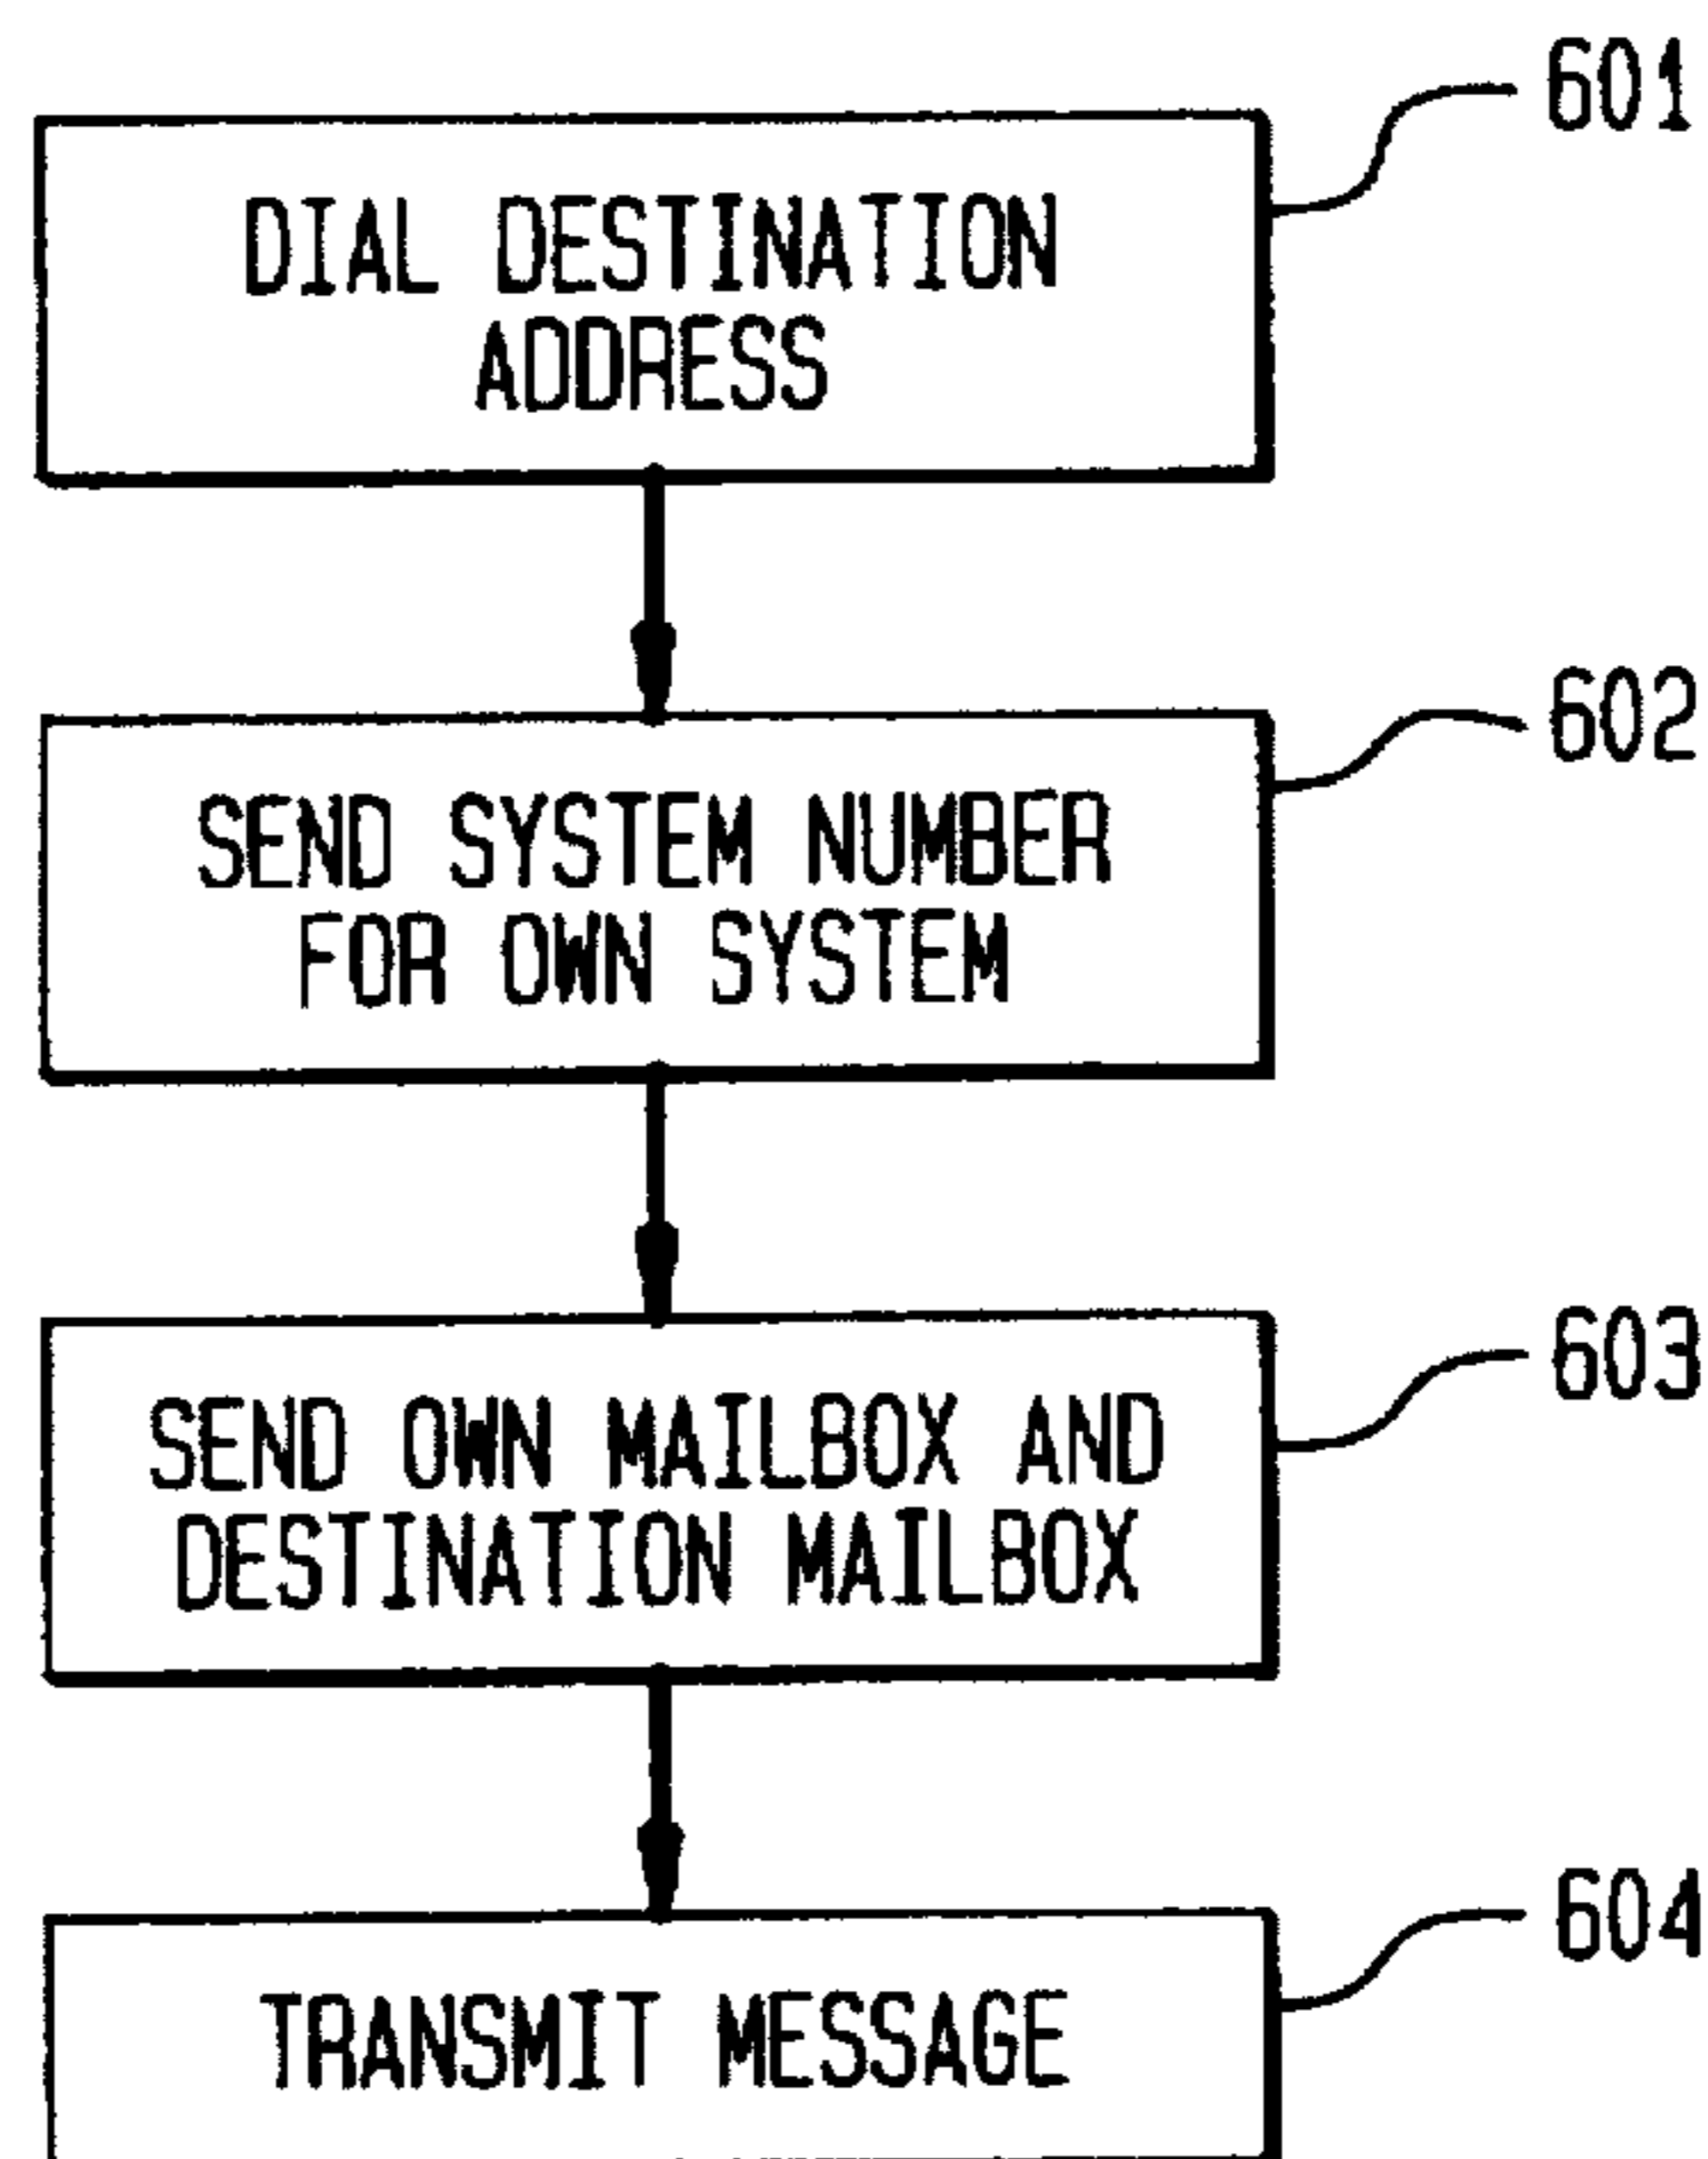 601
DIAL DESTINATION
ADDRESS
602
SEND SYSTEM NUMBER
FOR OWN SYSTEM
603
SEND OWN MAILBOX AND
DESTINATION MAILBOX
604
TRANSMIT MESSAGE